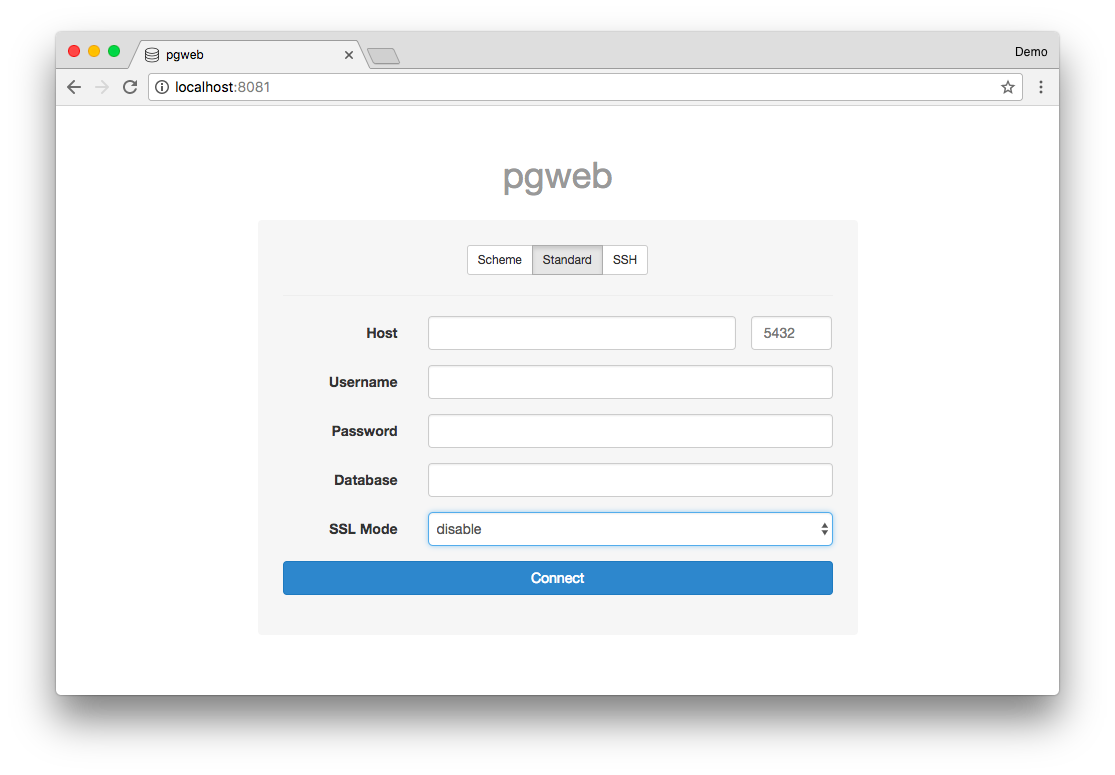 pgweb
Demo
localhost:8081
pgweb
Scheme Standard SSH
Host 5432
Username
Password
Database
SSL Mode disable
Connect